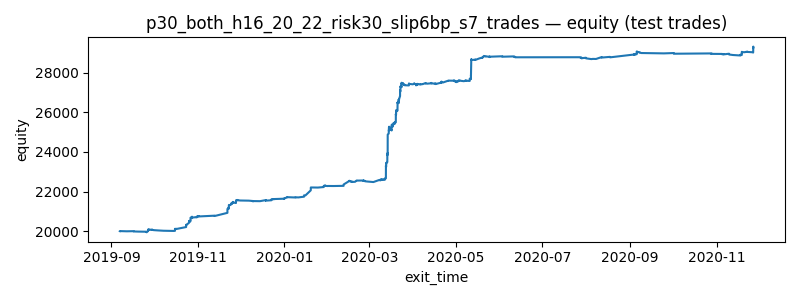 p30_both_h16_20_22_risk30_slip6bp_s7_trades — equity (test trades)
equity
28000
26000
24000
22000
20000
2019-09 2019-11 2020-01 2020-03 2020-05 2020-07 2020-09 2020-11
exit_time